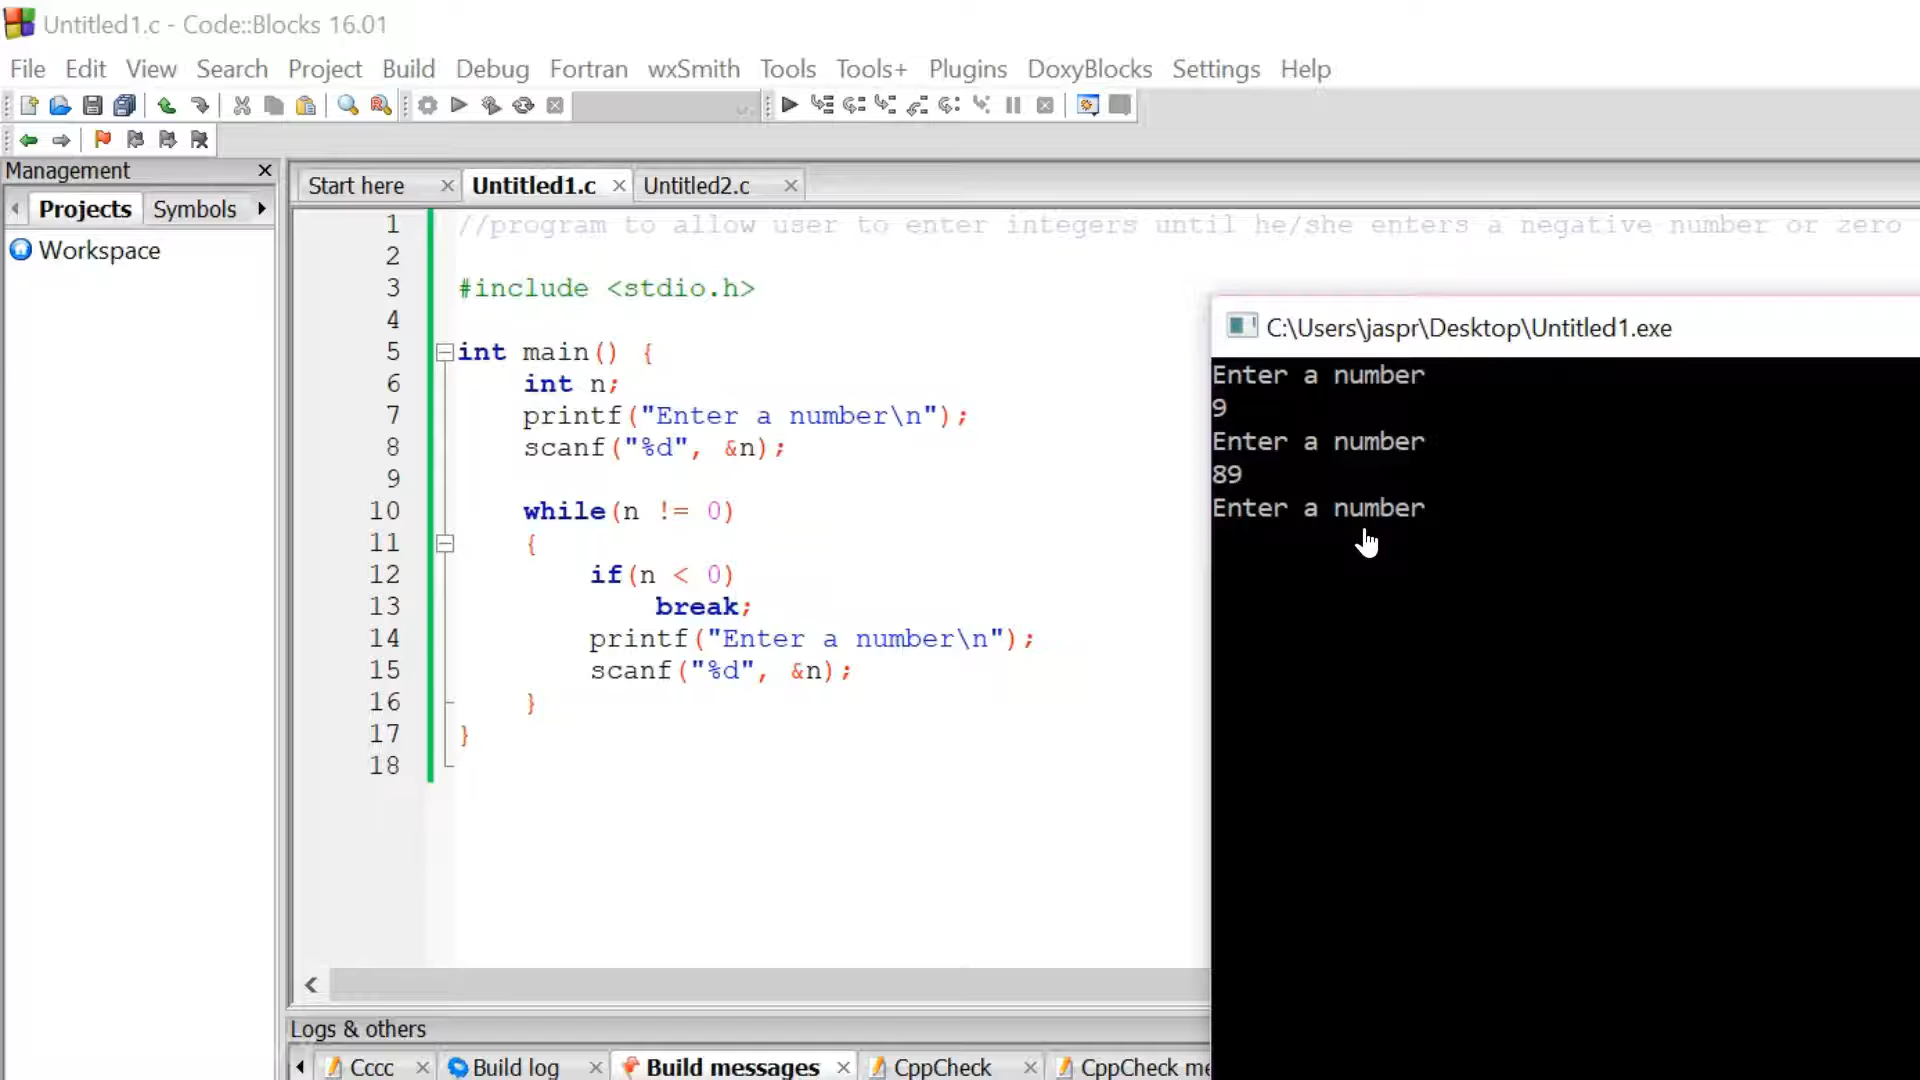 Untitled1.c - Code::Blocks 16.01
File Edit View Search Project Build Debug Fortran wxSmith Tools Tools+ Plugins DoxyBlocks Settings Help
Management
Projects Symbols
Workspace
Start here Untitled1.c Untitled2.c
1 //program to allow user to enter integers until he/she enters a negative number or zero
2
3 #include <stdio.h>
4
5 int main() {
6 int n;
7 printf("Enter a number\n");
8 scanf("%d", &n);
9
10 while(n != 0)
11 {
12 if(n < 0)
13 break;
14 printf("Enter a number\n");
15 scanf("%d", &n);
16 }
17 }
18
C:\Users\jaspr\Desktop\Untitled1.exe
Enter a number
9
Enter a number
89
Enter a number
Logs & others
Cccc Build log Build messages CppCheck CppCheck me